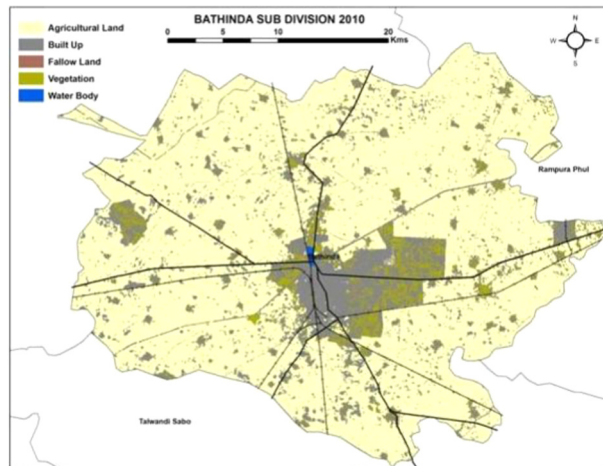 BATHINDA SUB DIVISION 2010
Agricultural Land
Built Up
Fallow Land
Vegetation
Water Body
0 10 20
Kms
N
W E
S
Rampura Phul
Bathinda
Talwandi Sabo